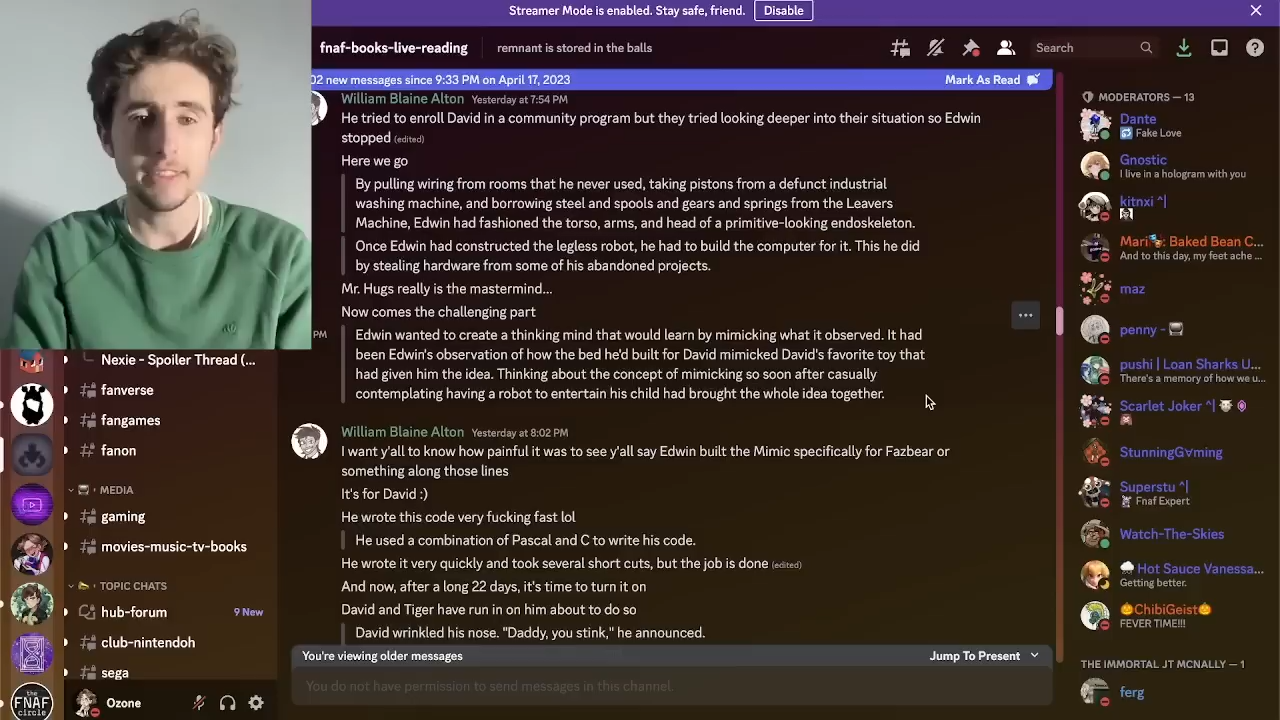 Streamer Mode is enabled. Stay safe, friend.
Disable
fnaf-books-live-reading
remnant is stored in the balls
Search
02 new messages since 9:33 PM on April 17, 2023
Mark As Read
William Blaine Alton Yesterday at 7:54 PM
He tried to enroll David in a community program but they tried looking deeper into their situation so Edwin
stopped (edited)
Here we go
By pulling wiring from rooms that he never used, taking pistons from a defunct industrial
washing machine, and borrowing steel and spools and gears and springs from the Leavers
Machine, Edwin had fashioned the torso, arms, and head of a primitive-looking endoskeleton.
Once Edwin had constructed the legless robot, he had to build the computer for it. This he did
by stealing hardware from some of his abandoned projects.
Mr. Hugs really is the mastermind...
Now comes the challenging part
PM
Edwin wanted to create a thinking mind that would learn by mimicking what it observed. It had
been Edwin's observation of how the bed he'd built for David mimicked David's favorite toy that
had given him the idea. Thinking about the concept of mimicking so soon after casually
contemplating having a robot to entertain his child had brought the whole idea together.
William Blaine Alton Yesterday at 8:02 PM
I want y'all to know how painful it was to see y'all say Edwin built the Mimic specifically for Fazbear or
something along those lines
It's for David :)
He wrote this code very fucking fast lol
He used a combination of Pascal and C to write his code.
He wrote it very quickly and took several short cuts, but the job is done (edited)
And now, after a long 22 days, it's time to turn it on
David and Tiger have run in on him about to do so
David wrinkled his nose. "Daddy, you stink," he announced.
You're viewing older messages
Jump To Present
You do not have permission to send messages in this channel.
Nexie - Spoiler Thread (...
fanverse
fangames
fanon
MEDIA
gaming
movies-music-tv-books
TOPIC CHATS
hub-forum
9 New
club-nintendoh
sega
the
FNAF
circle
Ozone
MODERATORS — 13
Dante
Fake Love
Gnostic
I live in a hologram with you
kitnxi ^|
Mari: Baked Bean C...
And to this day, my feet ache ...
maz
penny -
pushi | Loan Sharks U...
There's a memory of how we u...
Scarlet Joker ^|
StunningG∀ming
Superstu ^|
Fnaf Expert
Watch-The-Skies
Hot Sauce Vanessa...
Getting better.
ChibiGeist
FEVER TIME!!!
THE IMMORTAL JT MCNALLY — 1
ferg